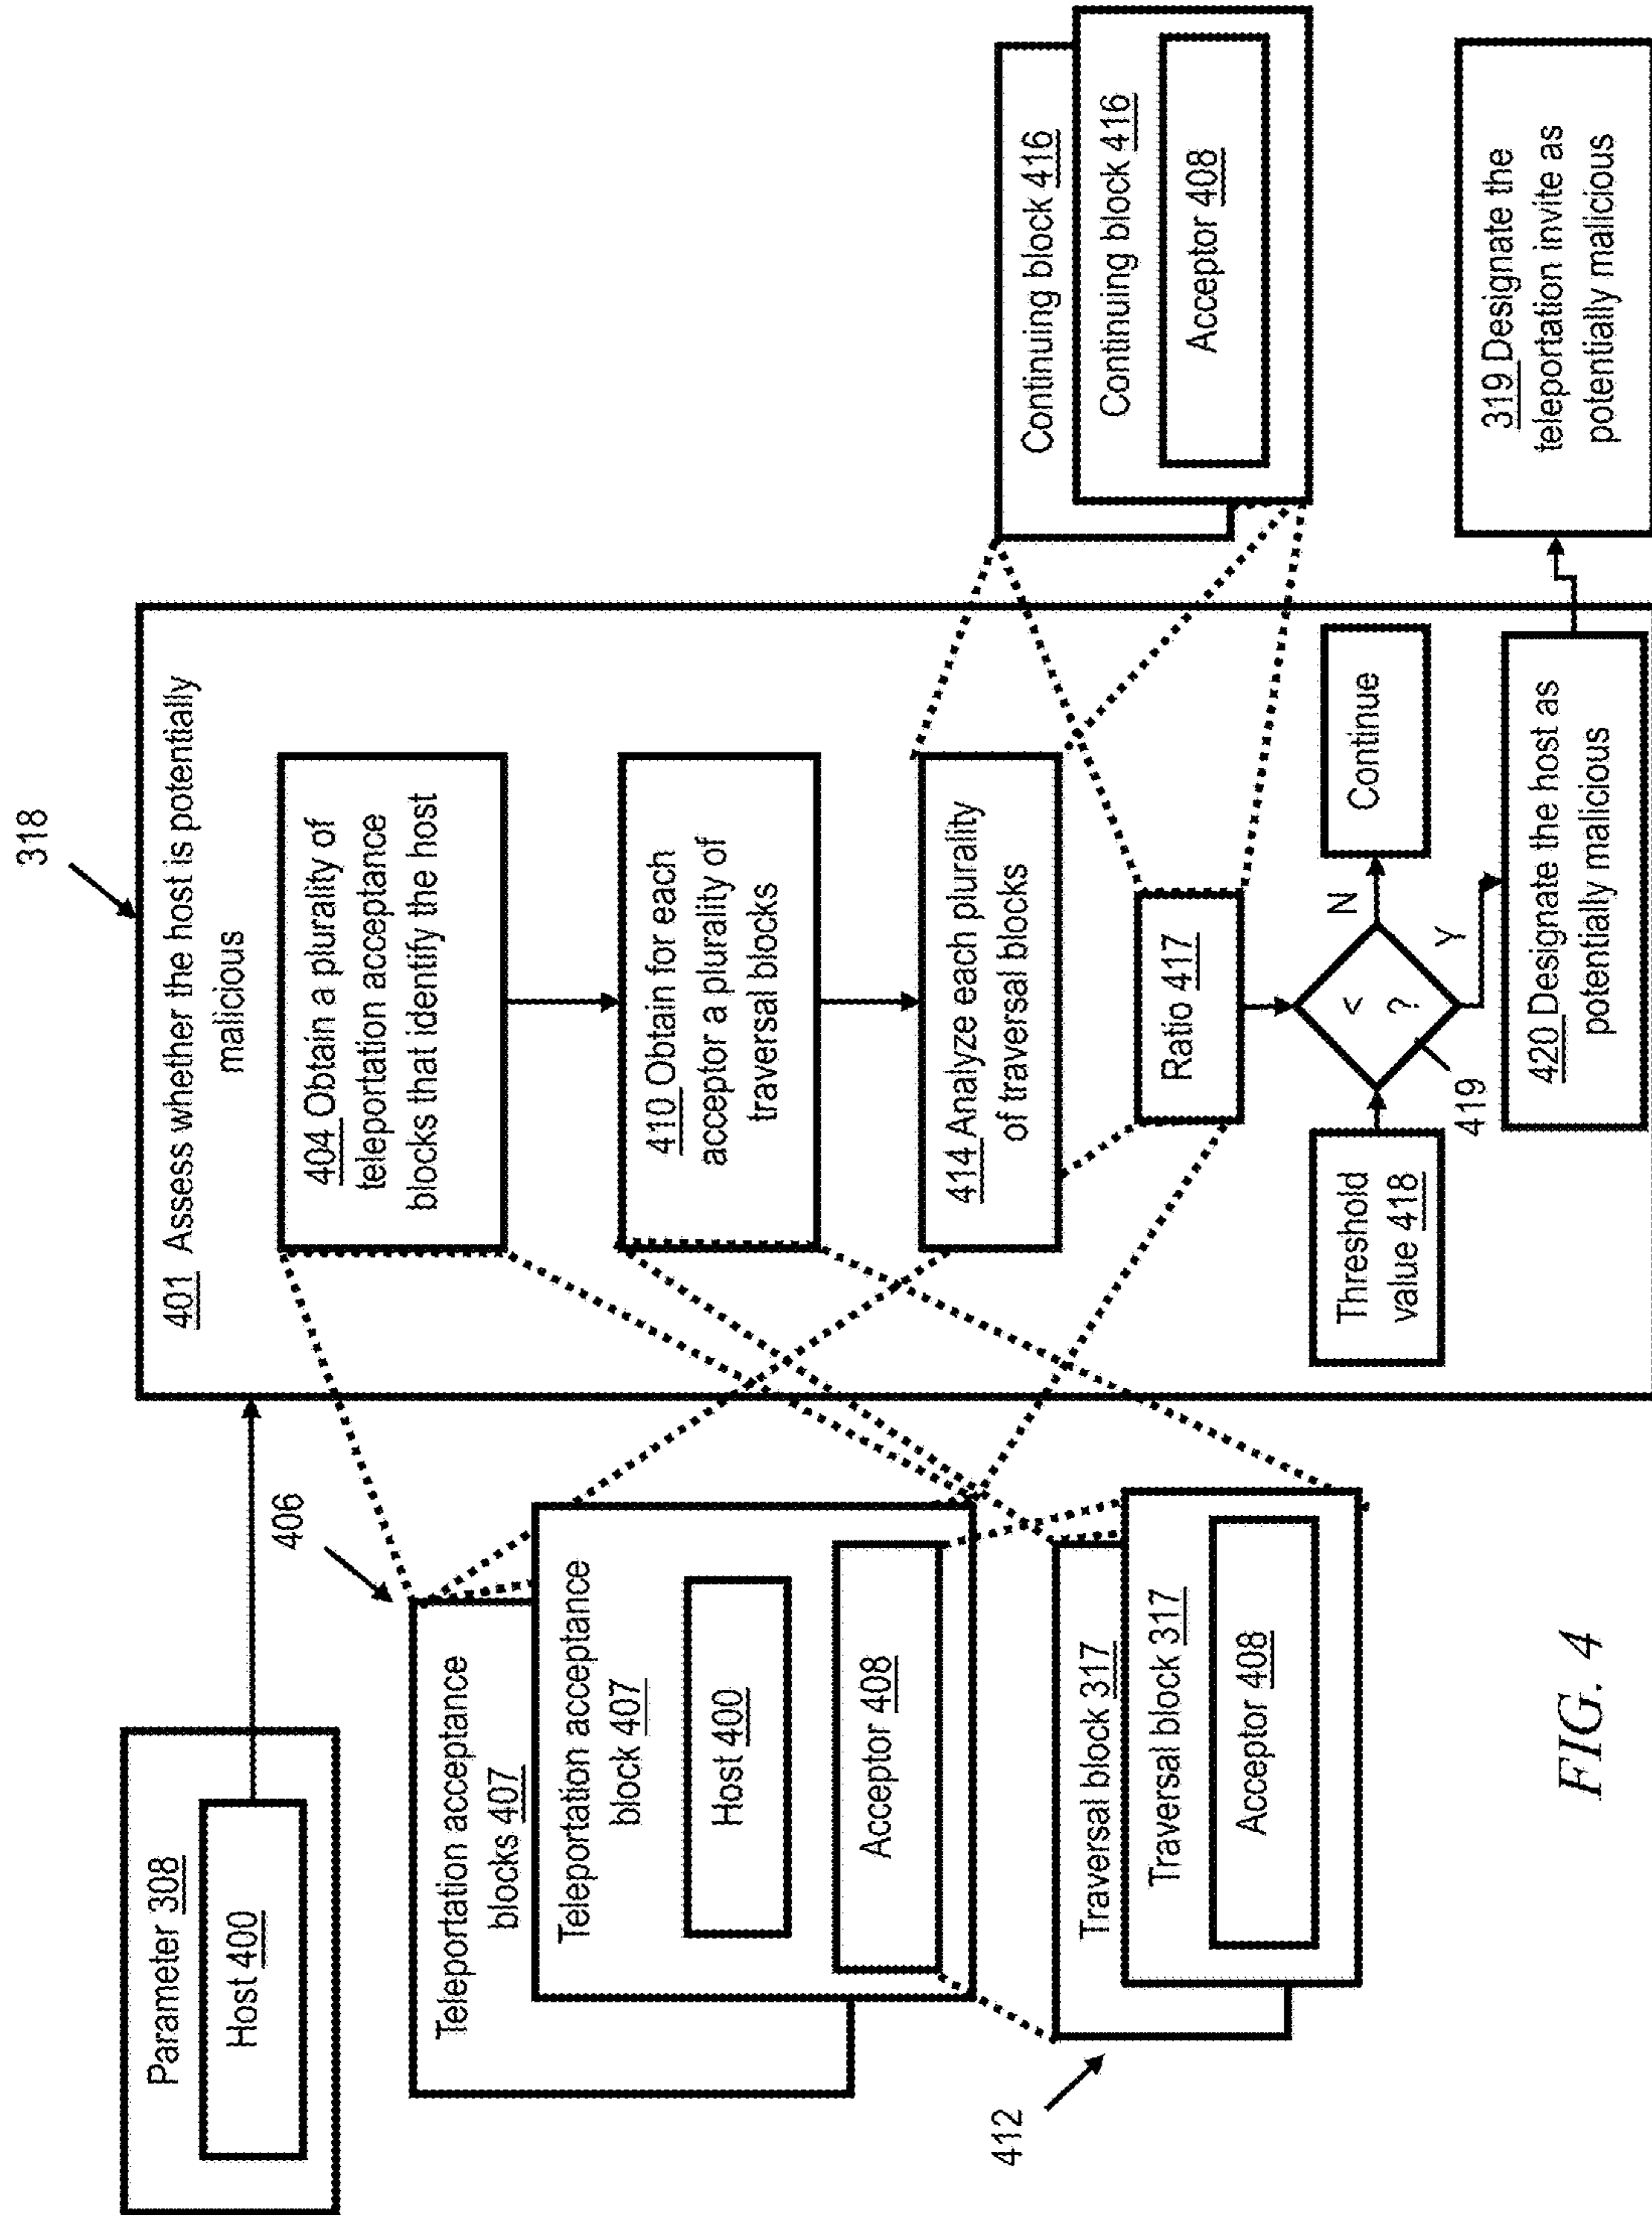 318
Parameter 308
Host 400
401 Assess whether the host is potentially
malicious
404 Obtain a plurality of
teleportation acceptance
blocks that identify the host
406
Teleportation acceptance
blocks 407
Teleportation acceptance
block 407
Host 400
Acceptor 408
410 Obtain for each
acceptor a plurality of
traversal blocks
412
Traversal block 317
Traversal block 317
Acceptor 408
414 Analyze each plurality
of traversal blocks
Continuing block 416
Continuing block 416
Acceptor 408
Ratio 417
Threshold
value 418
<
?
419
N
Continue
Y
420 Designate the host as
potentially malicious
319 Designate the
teleportation invite as
potentially malicious
FIG. 4